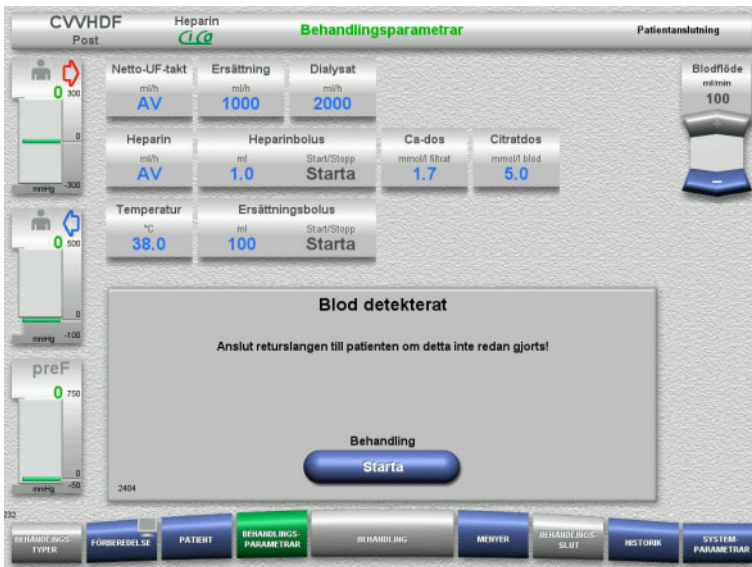 CVVHDF
Post
Heparin
CiCa
Behandlingsparametrar
Patientanslutning
Netto-UF-takt
ml/h
AV
Ersättning
ml/h
1000
Dialysat
ml/h
2000
Blodflöde
ml/min
100
Heparin
ml/h
AV
Heparinbolus
ml Start/Stopp
1.0 Starta
Ca-dos
mmol/l filtrat
1.7
Citratdos
mmol/l blod
5.0
Temperatur
°C
38.0
Ersättningsbolus
ml Start/Stopp
100 Starta
0 300
0
mmHg -300
0 500
0
mmHg -100
preF
0 750
0
mmHg -50
Blod detekterat
Anslut returslangen till patienten om detta inte redan gjorts!
Behandling
Starta
2404
232
BEHANDLINGS-
TYPER
FÖRBEREDELSE
PATIENT
BEHANDLINGS-
PARAMETRAR
BEHANDLING
MENYER
BEHANDLINGS-
SLUT
HISTORIK
SYSTEM-
PARAMETRAR